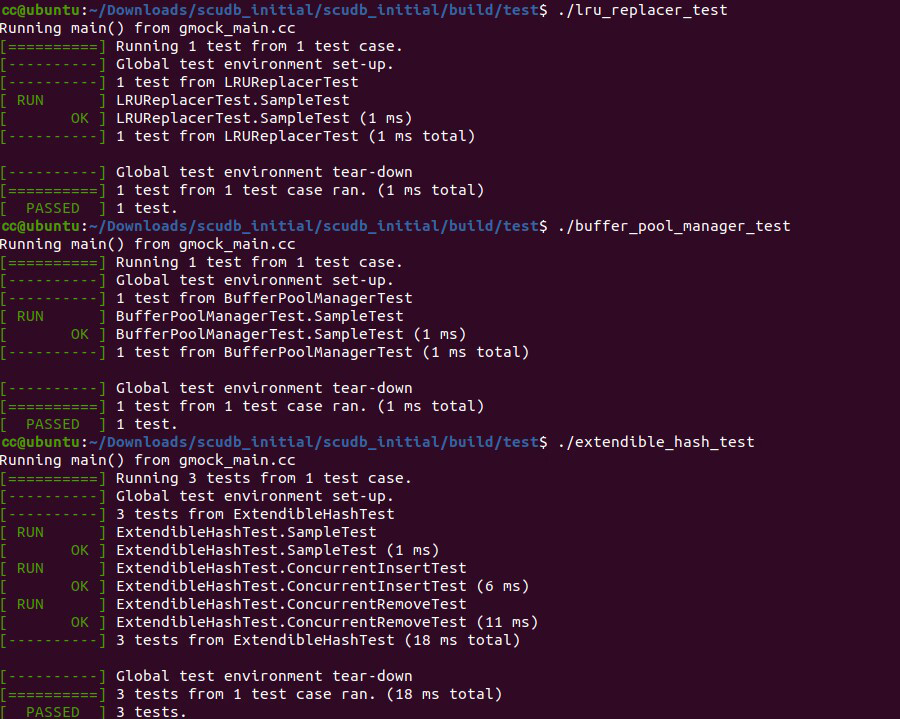 cc@ubuntu:~/Downloads/scudb_initial/scudb_initial/build/test$ ./lru_replacer_test
Running main() from gmock_main.cc
[==========] Running 1 test from 1 test case.
[----------] Global test environment set-up.
[----------] 1 test from LRUReplacerTest
[ RUN      ] LRUReplacerTest.SampleTest
[       OK ] LRUReplacerTest.SampleTest (1 ms)
[----------] 1 test from LRUReplacerTest (1 ms total)

[----------] Global test environment tear-down
[==========] 1 test from 1 test case ran. (1 ms total)
[  PASSED  ] 1 test.
cc@ubuntu:~/Downloads/scudb_initial/scudb_initial/build/test$ ./buffer_pool_manager_test
Running main() from gmock_main.cc
[==========] Running 1 test from 1 test case.
[----------] Global test environment set-up.
[----------] 1 test from BufferPoolManagerTest
[ RUN      ] BufferPoolManagerTest.SampleTest
[       OK ] BufferPoolManagerTest.SampleTest (1 ms)
[----------] 1 test from BufferPoolManagerTest (1 ms total)

[----------] Global test environment tear-down
[==========] 1 test from 1 test case ran. (1 ms total)
[  PASSED  ] 1 test.
cc@ubuntu:~/Downloads/scudb_initial/scudb_initial/build/test$ ./extendible_hash_test
Running main() from gmock_main.cc
[==========] Running 3 tests from 1 test case.
[----------] Global test environment set-up.
[----------] 3 tests from ExtendibleHashTest
[ RUN      ] ExtendibleHashTest.SampleTest
[       OK ] ExtendibleHashTest.SampleTest (1 ms)
[ RUN      ] ExtendibleHashTest.ConcurrentInsertTest
[       OK ] ExtendibleHashTest.ConcurrentInsertTest (6 ms)
[ RUN      ] ExtendibleHashTest.ConcurrentRemoveTest
[       OK ] ExtendibleHashTest.ConcurrentRemoveTest (11 ms)
[----------] 3 tests from ExtendibleHashTest (18 ms total)

[----------] Global test environment tear-down
[==========] 3 tests from 1 test case ran. (18 ms total)
[  PASSED  ] 3 tests.